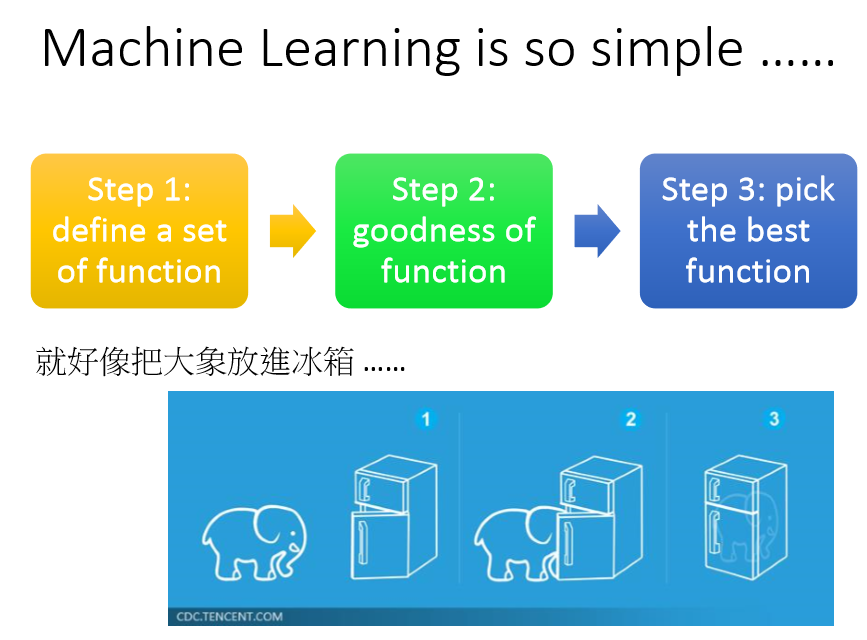 Machine Learning is so simple ……
Step 1:
define a set
of function
Step 2:
goodness of
function
Step 3: pick
the best
function
就好像把大象放進冰箱 ……
1
2
3
CDC.TENCENT.COM